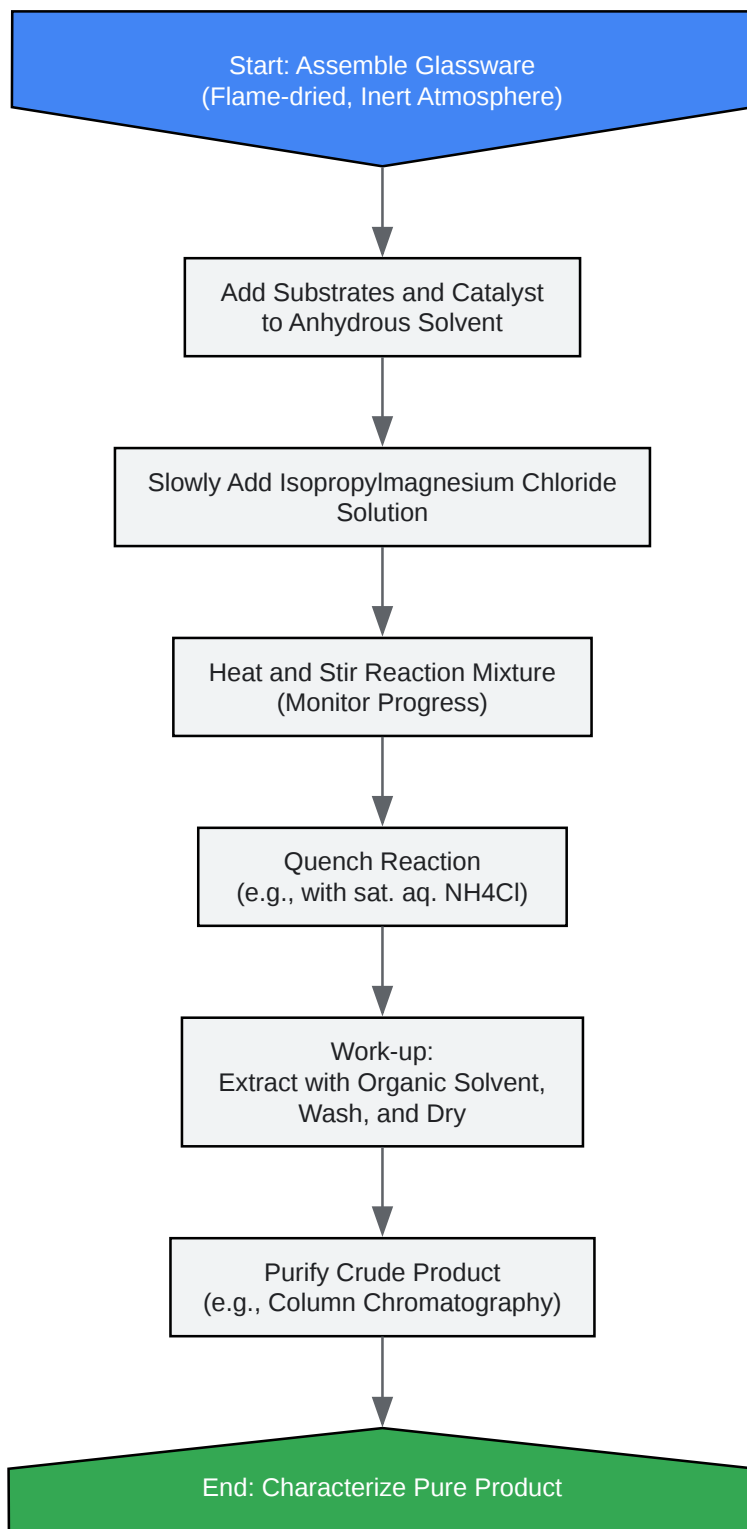 Start: Assemble Glassware
(Flame-dried, Inert Atmosphere)
Add Substrates and Catalyst
to Anhydrous Solvent
Slowly Add Isopropylmagnesium Chloride
Solution
Heat and Stir Reaction Mixture
(Monitor Progress)
Quench Reaction
(e.g., with sat. aq. NH4Cl)
Work-up:
Extract with Organic Solvent,
Wash, and Dry
Purify Crude Product
(e.g., Column Chromatography)
End: Characterize Pure Product